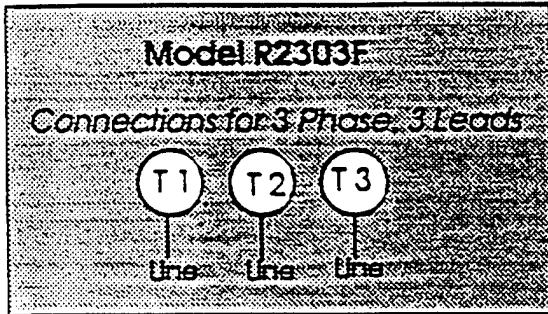 Model R2303F
Connections for 3 Phase, 3 Leads
T1 T2 T3
Line Line Line